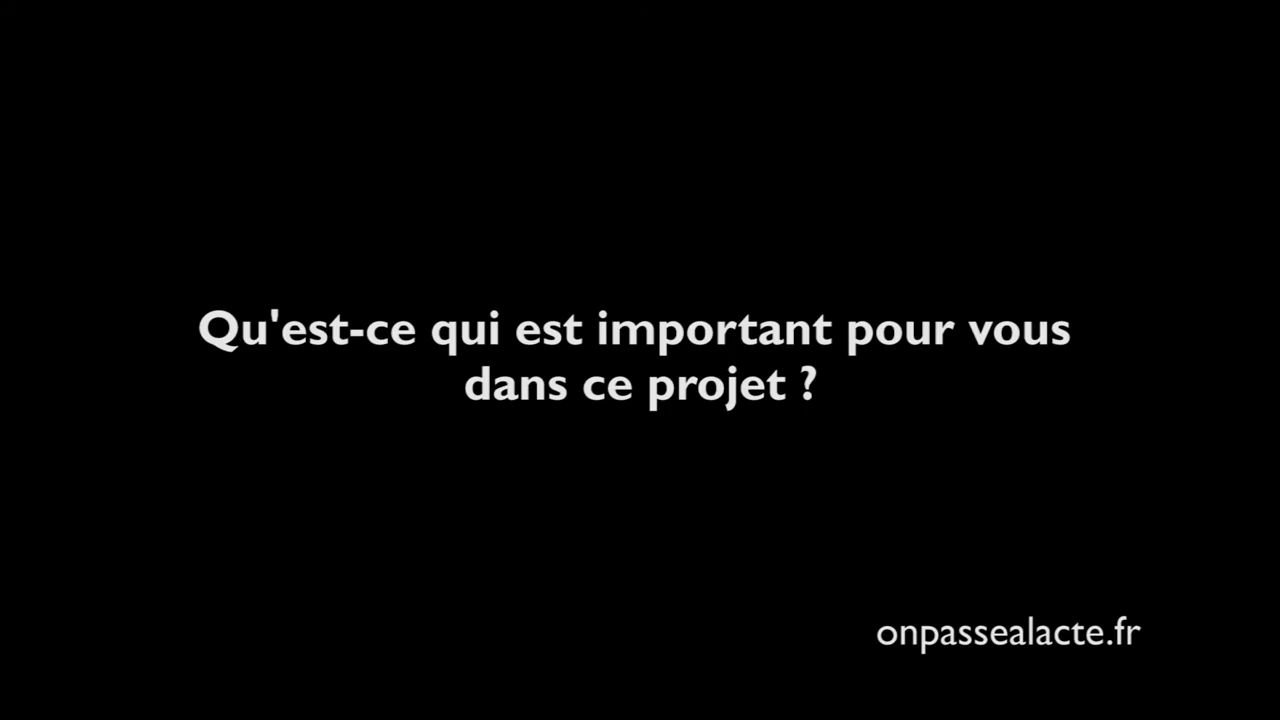 Qu'est-ce qui est important pour vous
dans ce projet ?
onpassealacte.fr